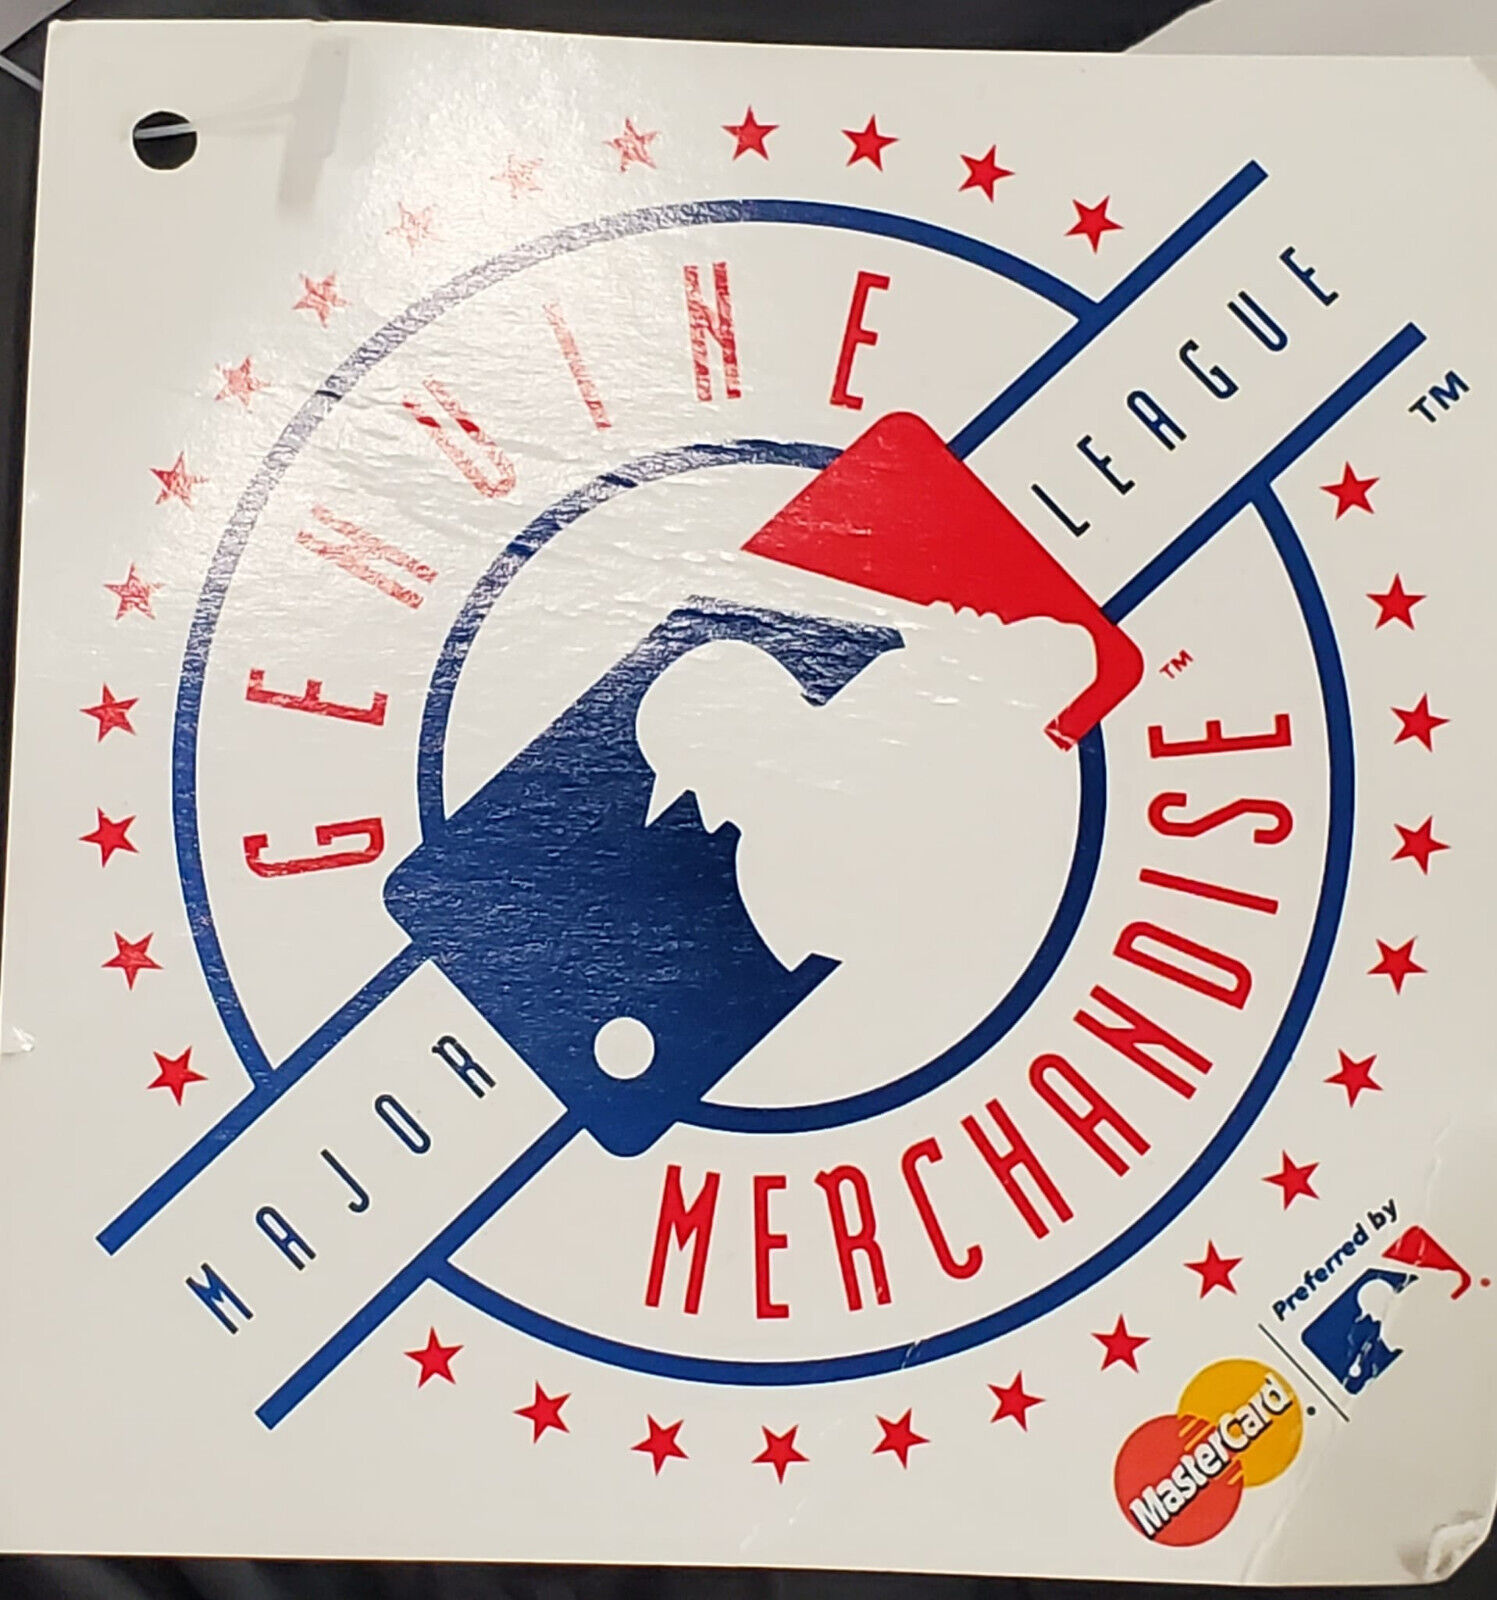 GENUINE
MAJOR LEAGUE
™
™
MERCHANDISE
Preferred by
MasterCard